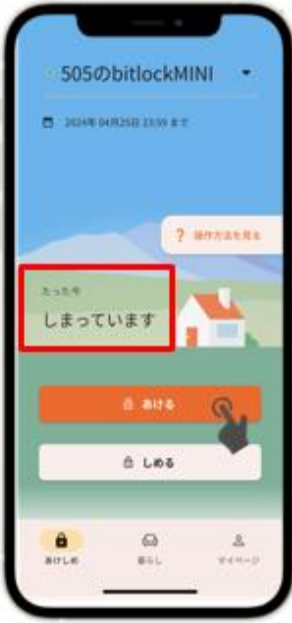 505のbitlockMINI
2024年 04月25日 23:59 まで
? 操作方法を見る
たった今
しまっています
あける
しめる
あけしめ
暮らし
マイページ